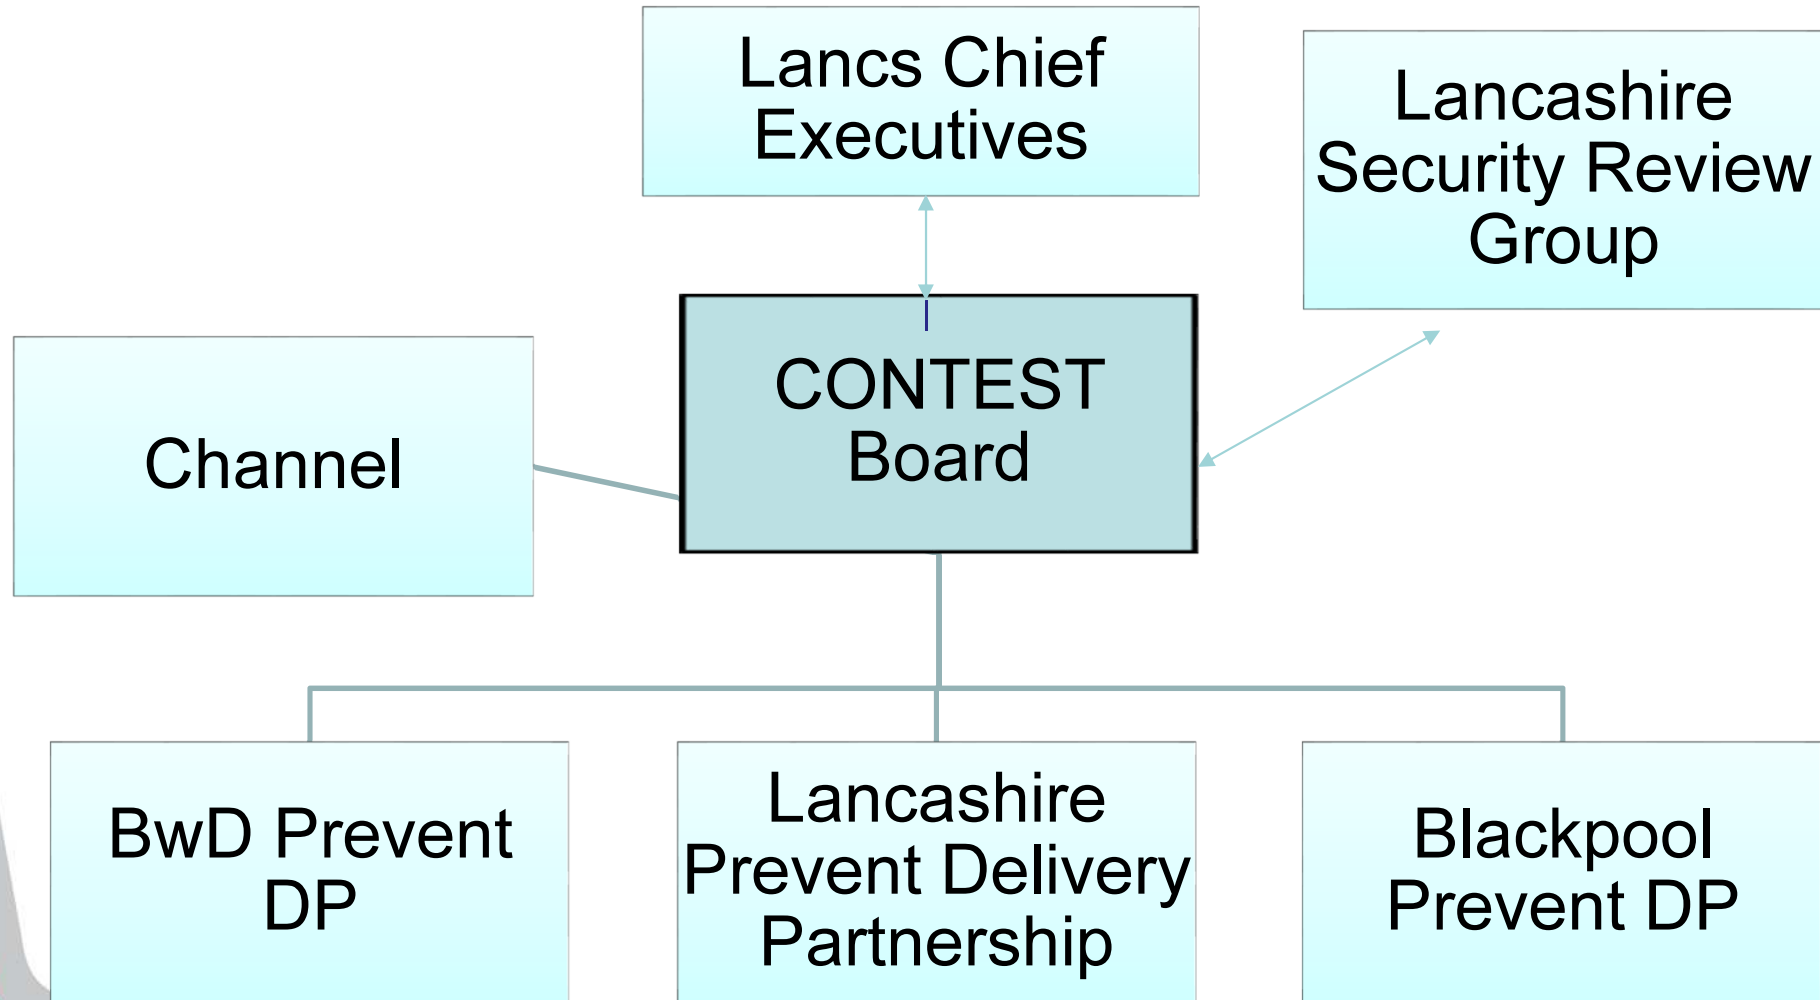 Lancs Chief
Executives
Lancashire
Security Review
Group
CONTEST
Board
Channel
BwD Prevent
DP
Lancashire
Prevent Delivery
Partnership
Blackpool
Prevent DP